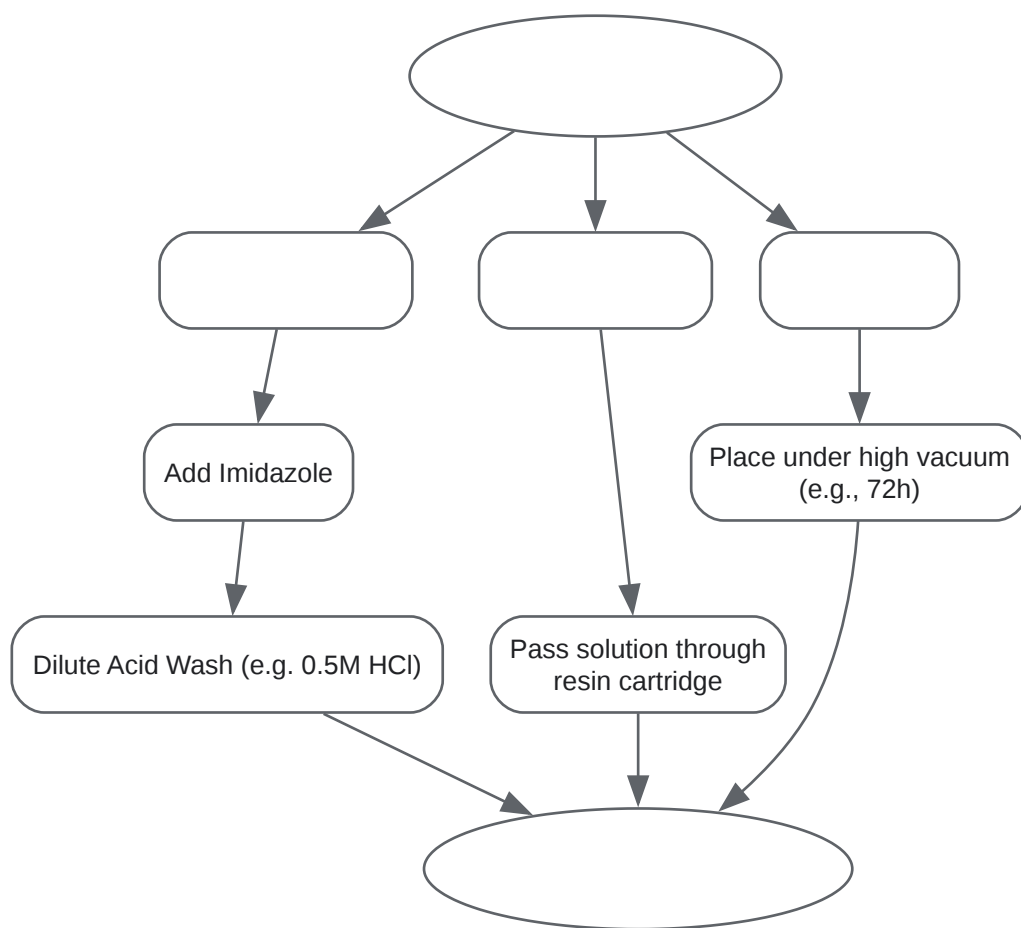 Add Imidazole
Place under high vacuum
(e.g., 72h)
Dilute Acid Wash (e.g. 0.5M HCl)
Pass solution through
resin cartridge